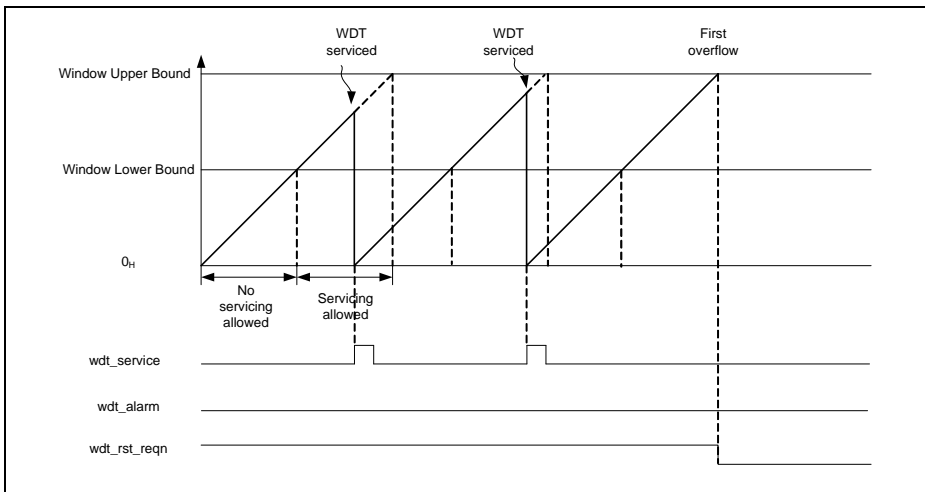 WDT
serviced
WDT
serviced
First
overflow
Window Upper Bound
Window Lower Bound
0H
No
servicing
allowed
Servicing
allowed
wdt_service
wdt_alarm
wdt_rst_reqn